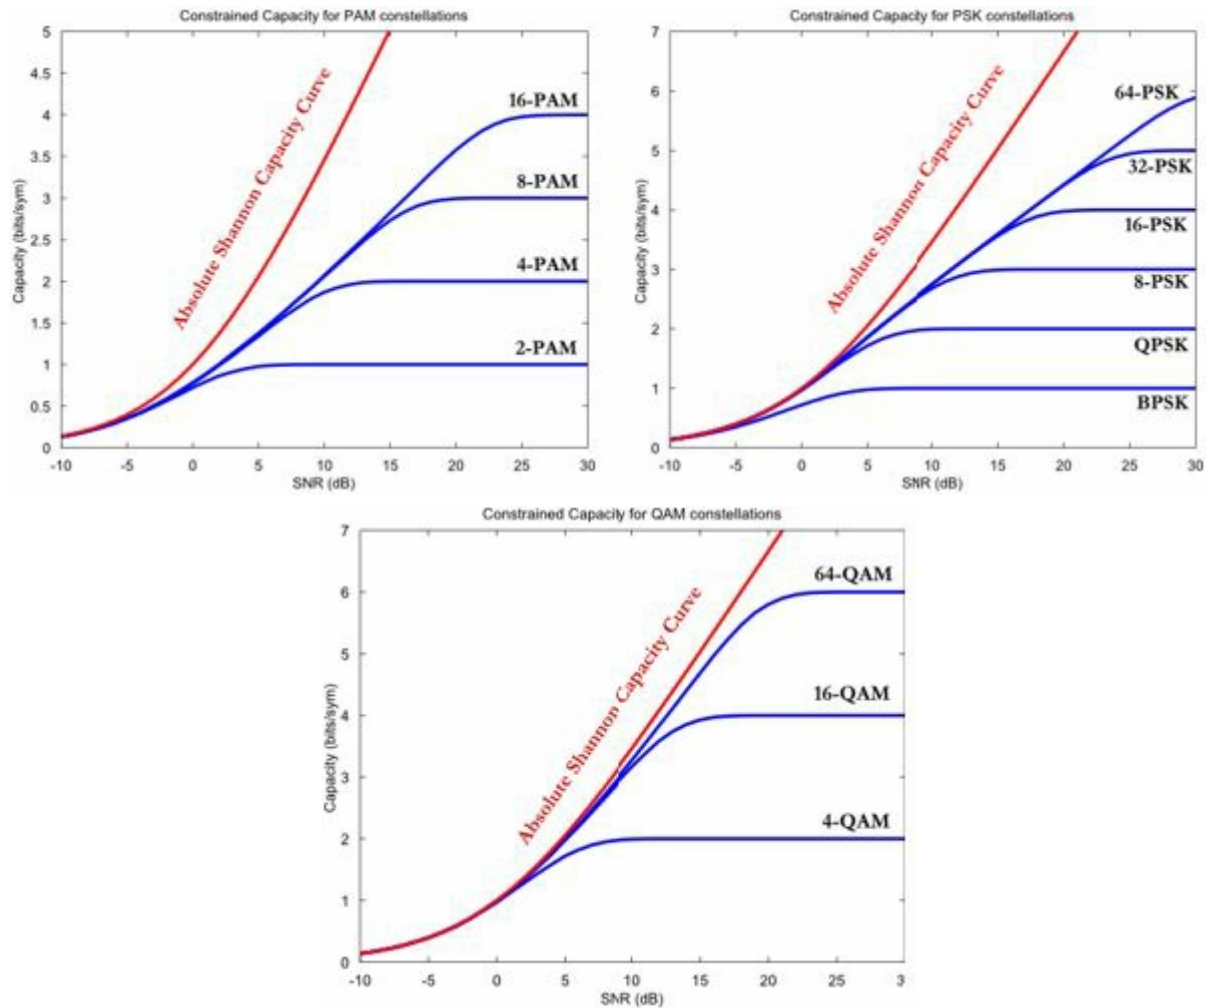 Constrained Capacity for PAM constellations
Capacity (bits/sym)
5
4.5
4
3.5
3
2.5
2
1.5
1
0.5
0
Absolute Shannon Capacity Curve
16-PAM
8-PAM
4-PAM
2-PAM
-10 -5 0 5 10 15 20 25 30
SNR (dB)
Constrained Capacity for PSK constellations
Capacity (bits/sym)
7
6
5
4
3
2
1
0
Absolute Shannon Capacity Curve
64-PSK
32-PSK
16-PSK
8-PSK
QPSK
BPSK
-10 -5 0 5 10 15 20 25 30
SNR (dB)
Constrained Capacity for QAM constellations
Capacity (bits/sym)
7
6
5
4
3
2
1
0
Absolute Shannon Capacity Curve
64-QAM
16-QAM
4-QAM
-10 -5 0 5 10 15 20 25 3
SNR (dB)